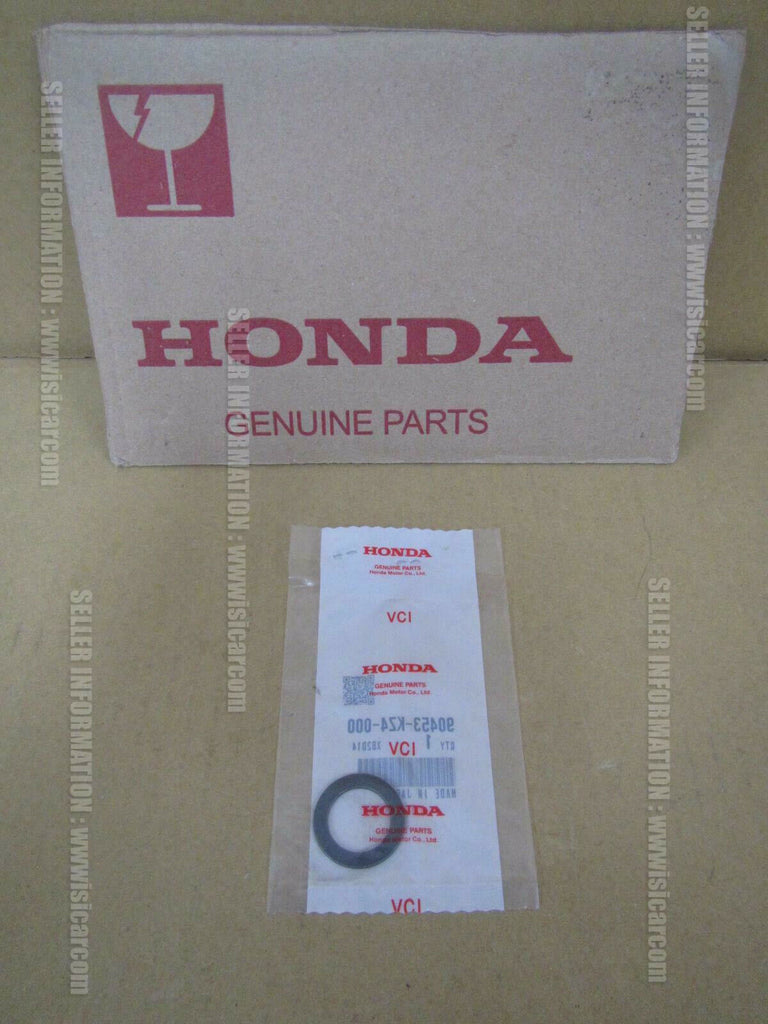 HONDA
GENUINE PARTS
HONDA
GENUINE PARTS
Honda Motor Co., Ltd.
VCI
HONDA
GENUINE PARTS
Honda Motor Co., Ltd.
90453-KZ4-000
QTY 1 XB2D14
VCI
MADE IN
HONDA
GENUINE PARTS
Honda Motor Co., Ltd.
VCI
SELLER INFORMATION : www.isicar.com
SELLER INFORMATION : www.isicar.com
SELLER INFORMATION : www.isicar.com
SELLER INFORMATION : www.isicar.com
SELLER INFORMATION : www.isicar.com